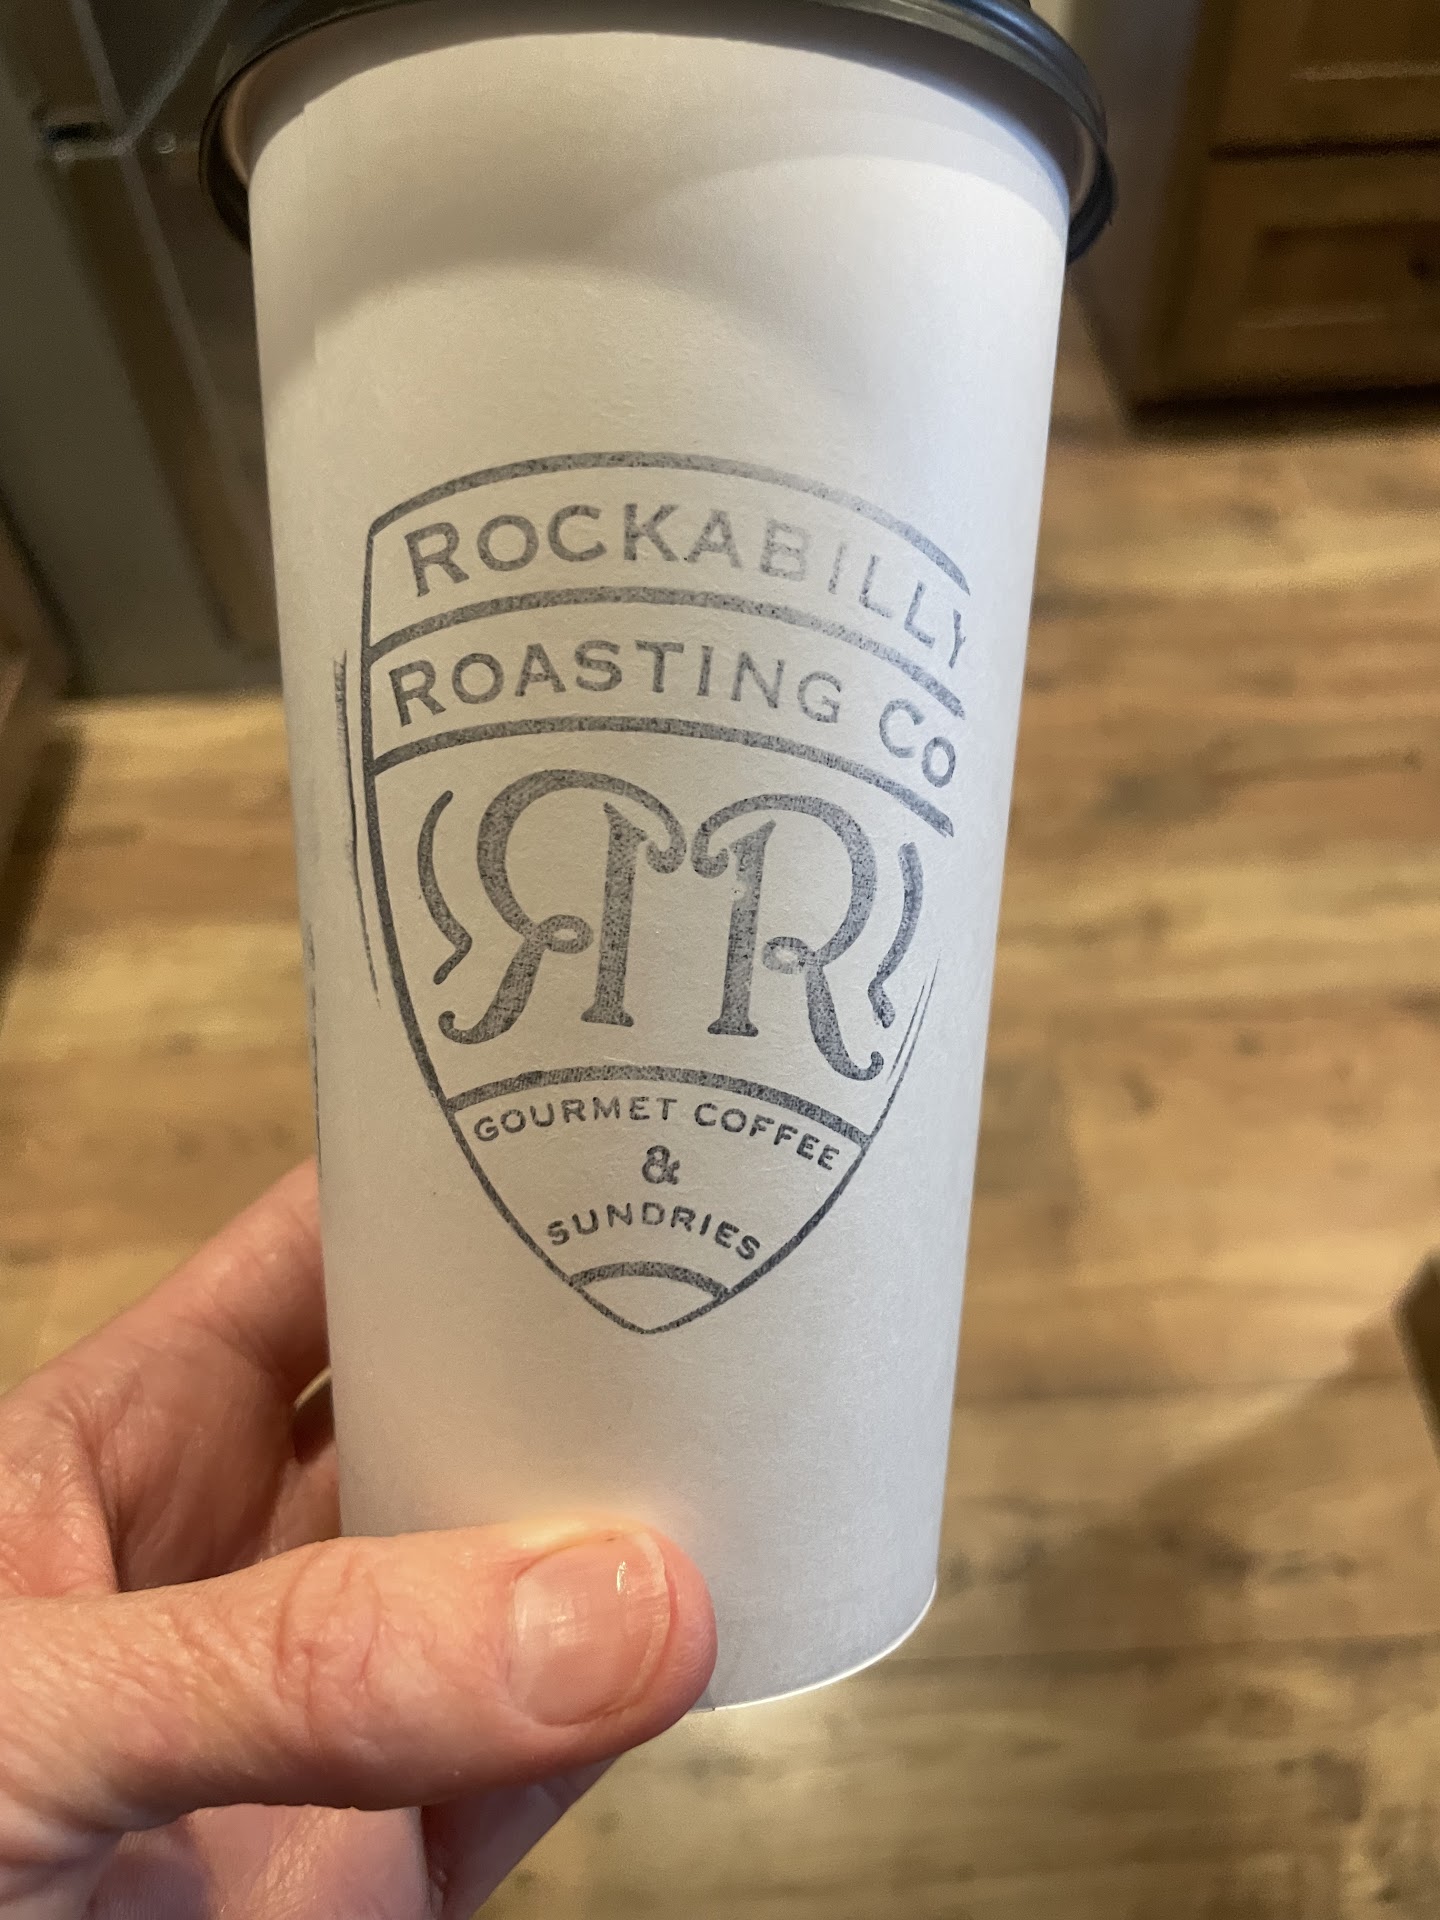 ROCKABILLY
ROASTING CO
RR
GOURMET COFFEE
&
SUNDRIES